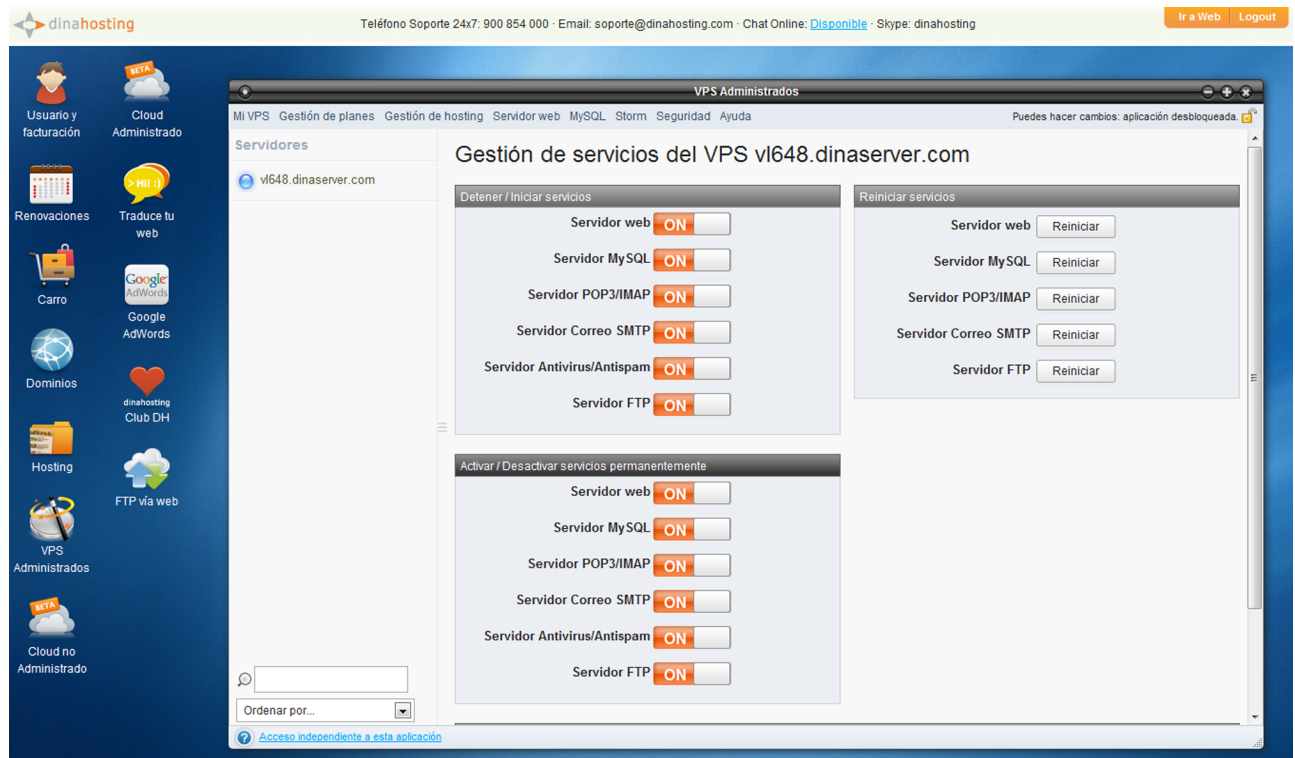 dinahosting
Teléfono Soporte 24x7: 900 854 000 · Email: soporte@dinahosting.com · Chat Online: Disponible · Skype: dinahosting
Ir a Web Logout
BETA
Usuario y
facturación
Cloud
Administrado
Renovaciones
> HI! :)
Traduce tu
web
Carro
Google
AdWords
Google
AdWords
Dominios
dinahosting
Club DH
Hosting
FTP vía web
VPS
Administrados
BETA
Cloud no
Administrado
VPS Administrados
Mi VPS Gestión de planes Gestión de hosting Servidor web MySQL Storm Seguridad Ayuda
Puedes hacer cambios: aplicación desbloqueada.
Servidores
vl648.dinaserver.com
Ordenar por...
Acceso independiente a esta aplicación
Gestión de servicios del VPS vl648.dinaserver.com
Detener / Iniciar servicios
Servidor web ON
Servidor MySQL ON
Servidor POP3/IMAP ON
Servidor Correo SMTP ON
Servidor Antivirus/Antispam ON
Servidor FTP ON
Reiniciar servicios
Servidor web Reiniciar
Servidor MySQL Reiniciar
Servidor POP3/IMAP Reiniciar
Servidor Correo SMTP Reiniciar
Servidor FTP Reiniciar
Activar / Desactivar servicios permanentemente
Servidor web ON
Servidor MySQL ON
Servidor POP3/IMAP ON
Servidor Correo SMTP ON
Servidor Antivirus/Antispam ON
Servidor FTP ON